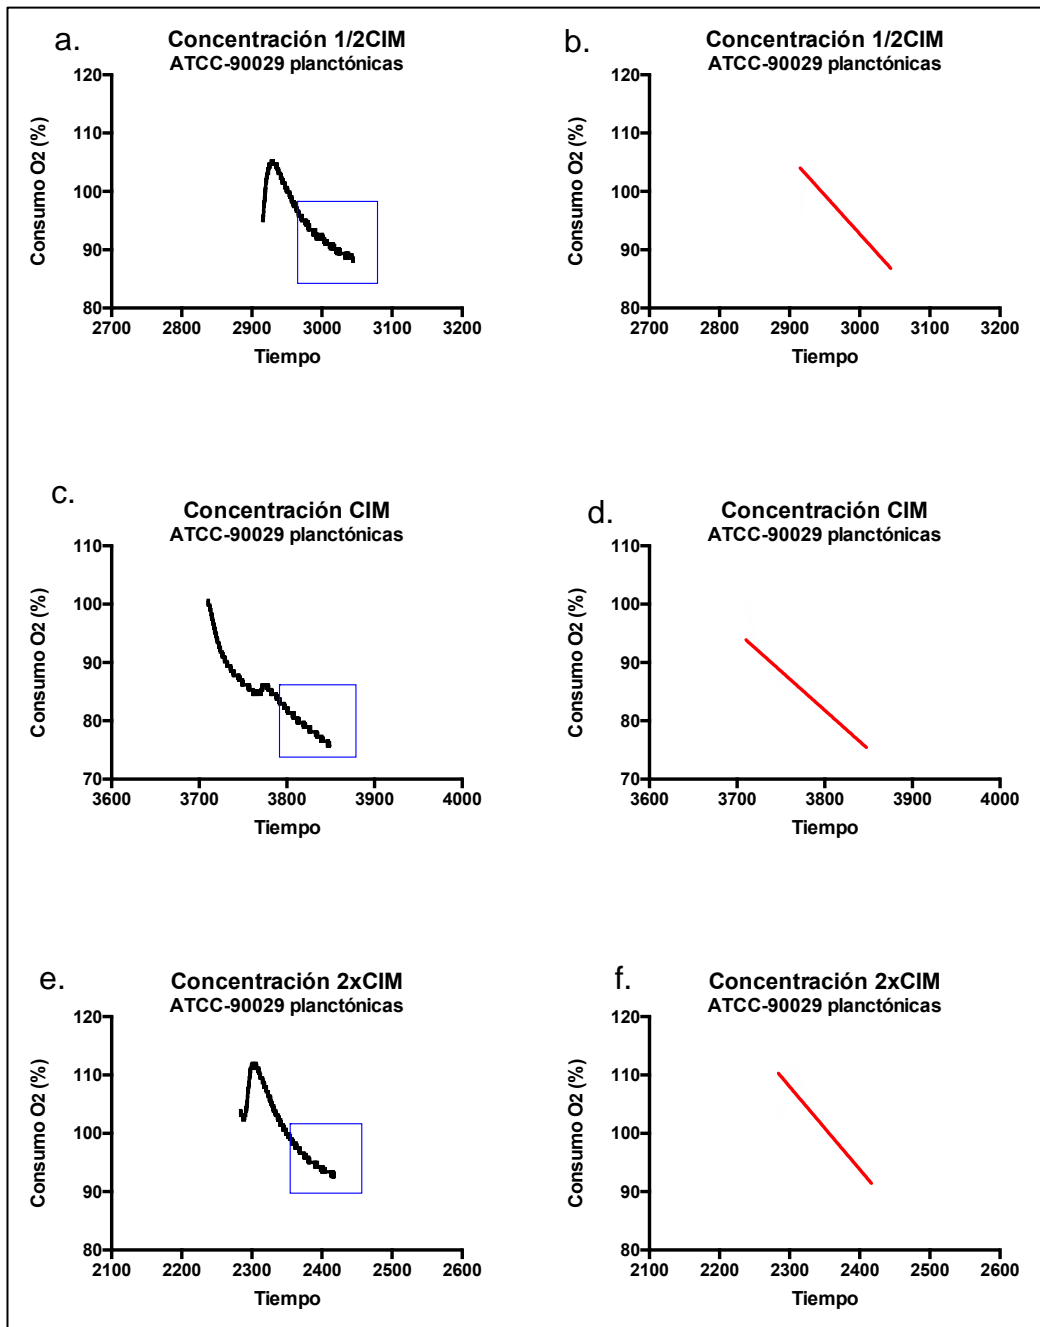 a.
Concentración 1/2CIM
ATCC-90029 planctónicas
120
110
100
90
80
Consumo O2 (%)
2700 2800 2900 3000 3100 3200
Tiempo
b.
Concentración 1/2CIM
ATCC-90029 planctónicas
120
110
100
90
80
Consumo O2 (%)
2700 2800 2900 3000 3100 3200
Tiempo
c.
Concentración CIM
ATCC-90029 planctónicas
110
100
90
80
70
Consumo O2 (%)
3600 3700 3800 3900 4000
Tiempo
d.
Concentración CIM
ATCC-90029 planctónicas
110
100
90
80
70
Consumo O2 (%)
3600 3700 3800 3900 4000
Tiempo
e.
Concentración 2xCIM
ATCC-90029 planctónicas
120
110
100
90
80
Consumo O2 (%)
2100 2200 2300 2400 2500 2600
Tiempo
f.
Concentración 2xCIM
ATCC-90029 planctónicas
120
110
100
90
80
Consumo O2 (%)
2100 2200 2300 2400 2500 2600
Tiempo